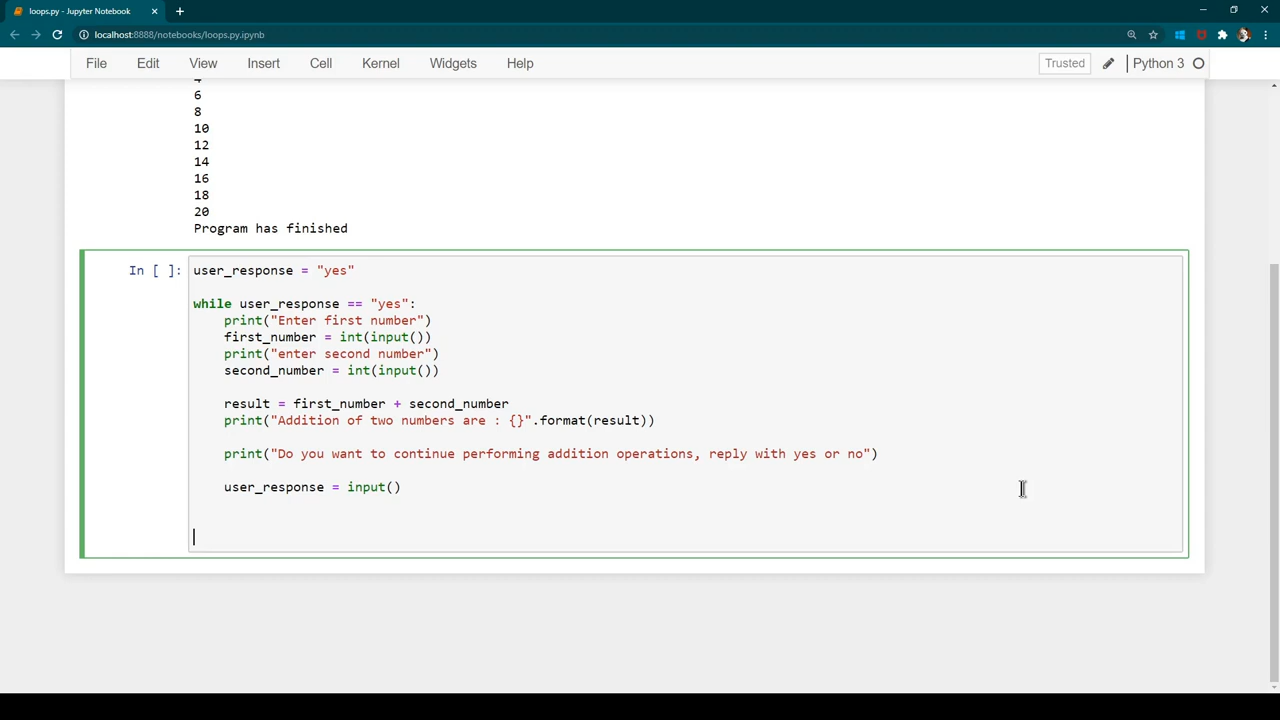 loops.py - Jupyter Notebook
localhost:8888/notebooks/loops.py.ipynb
File Edit View Insert Cell Kernel Widgets Help Trusted Python 3
4
6
8
10
12
14
16
18
20
Program has finished
In [ ]: user_response = "yes"
while user_response == "yes":
print("Enter first number")
first_number = int(input())
print("enter second number")
second_number = int(input())
result = first_number + second_number
print("Addition of two numbers are : {}".format(result))
print("Do you want to continue performing addition operations, reply with yes or no")
user_response = input()